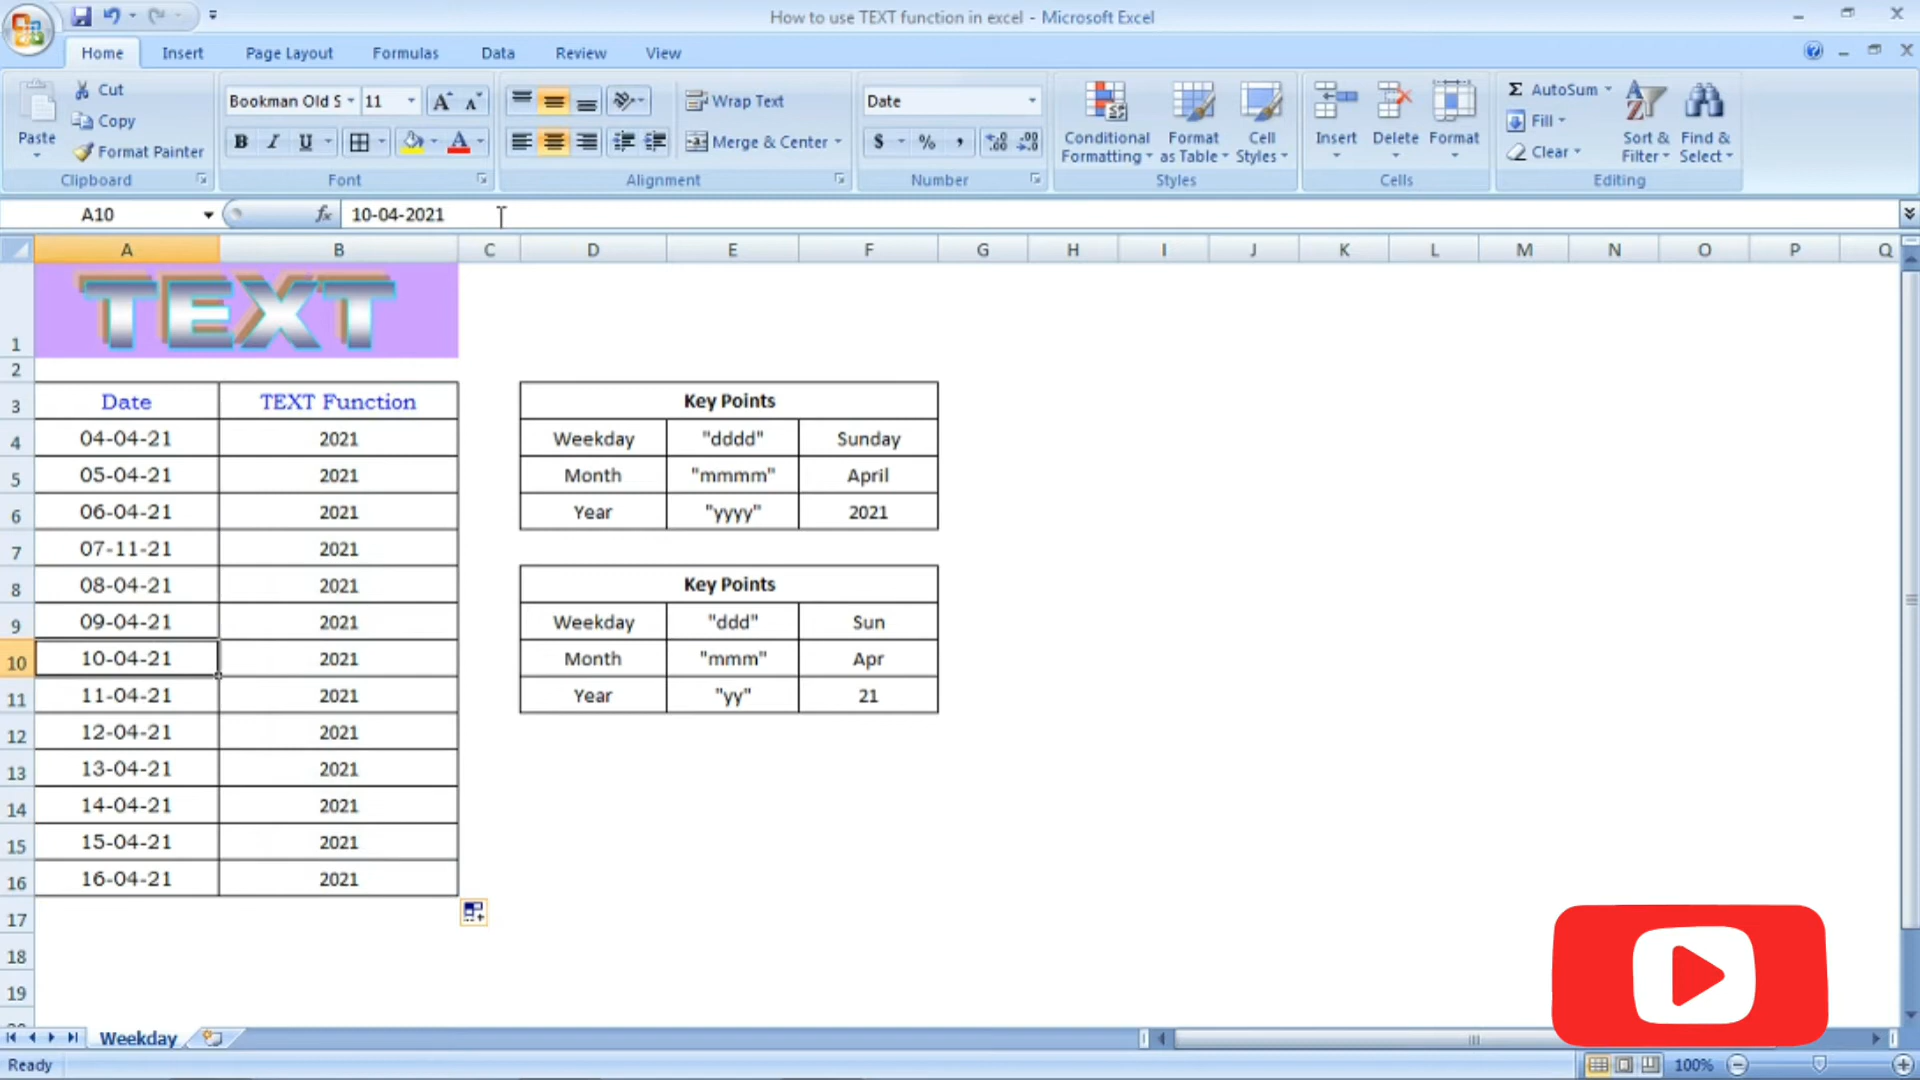 How to use TEXT function in excel - Microsoft Excel
Home Insert Page Layout Formulas Data Review View
Paste Cut Copy Format Painter
Bookman Old S 11
B I U A
Wrap Text
Merge & Center
Date
$ % ,
Conditional Formatting
Format as Table
Cell Styles
Insert Delete Format
Σ AutoSum
Fill
Clear
Sort & Filter
Find & Select
Clipboard Font Alignment Number Styles Cells Editing
A10 fx 10-04-2021
A B C D E F G H I J K L M N O P Q
1 TEXT
2
3 Date TEXT Function Key Points
4 04-04-21 2021 Weekday "dddd" Sunday
5 05-04-21 2021 Month "mmmm" April
6 06-04-21 2021 Year "yyyy" 2021
7 07-11-21 2021
8 08-04-21 2021 Key Points
9 09-04-21 2021 Weekday "ddd" Sun
10 10-04-21 2021 Month "mmm" Apr
11 11-04-21 2021 Year "yy" 21
12 12-04-21 2021
13 13-04-21 2021
14 14-04-21 2021
15 15-04-21 2021
16 16-04-21 2021
17
18
19
Weekday
Ready 100%